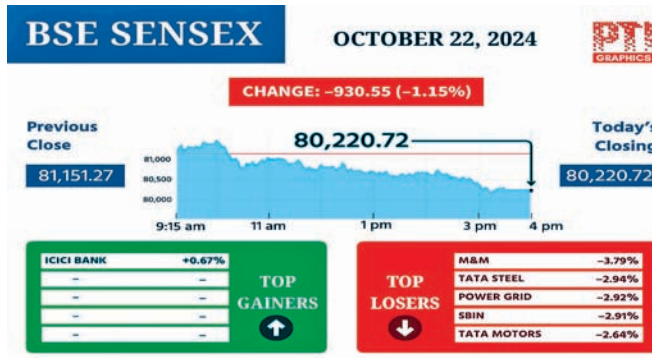 BSE SENSEX
OCTOBER 22, 2024
PTI
GRAPHICS
CHANGE: –930.55 (–1.15%)
Previous
Close
81,151.27
80,220.72
Today's
Closing
80,220.72
81,000
80,500
80,000
9:15 am 11 am 1 pm 3 pm 4 pm
ICICI BANK +0.67%
– –
– –
– –
– –
TOP
GAINERS
TOP
LOSERS
M&M –3.79%
TATA STEEL –2.94%
POWER GRID –2.92%
SBIN –2.91%
TATA MOTORS –2.64%